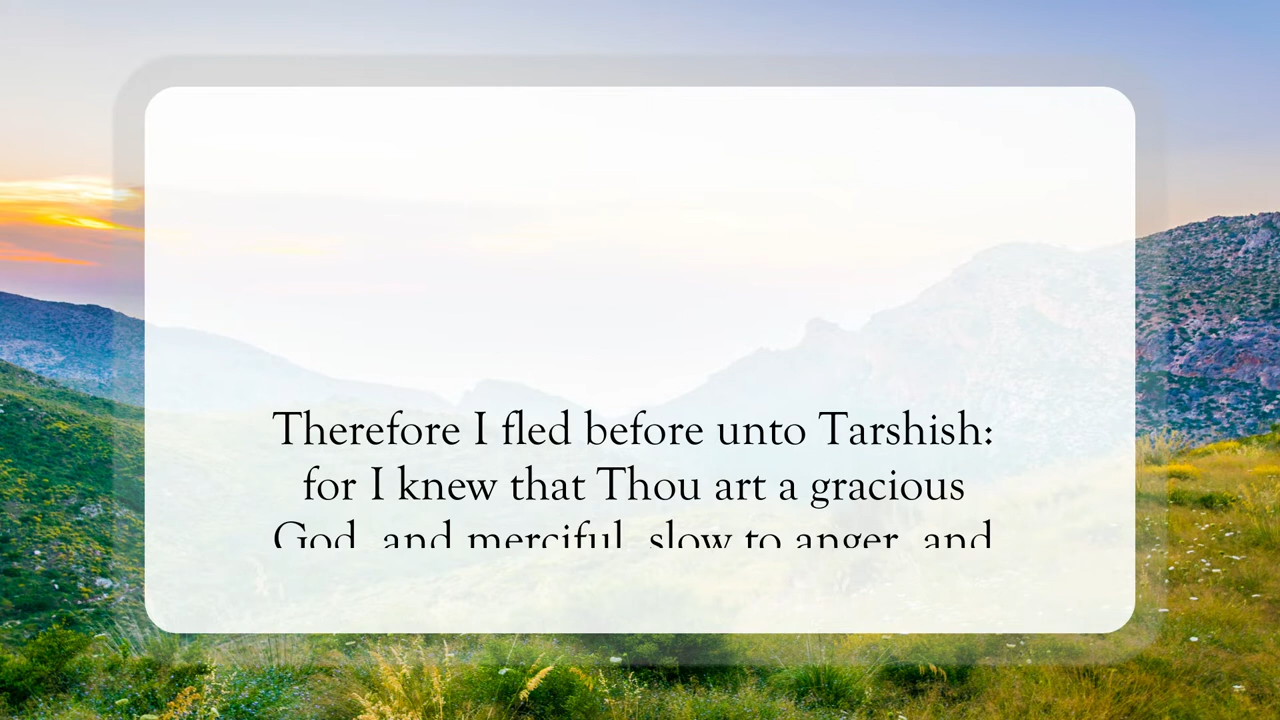 Therefore I fled before unto Tarshish:
for I knew that Thou art a gracious
God, and merciful, slow to anger, and